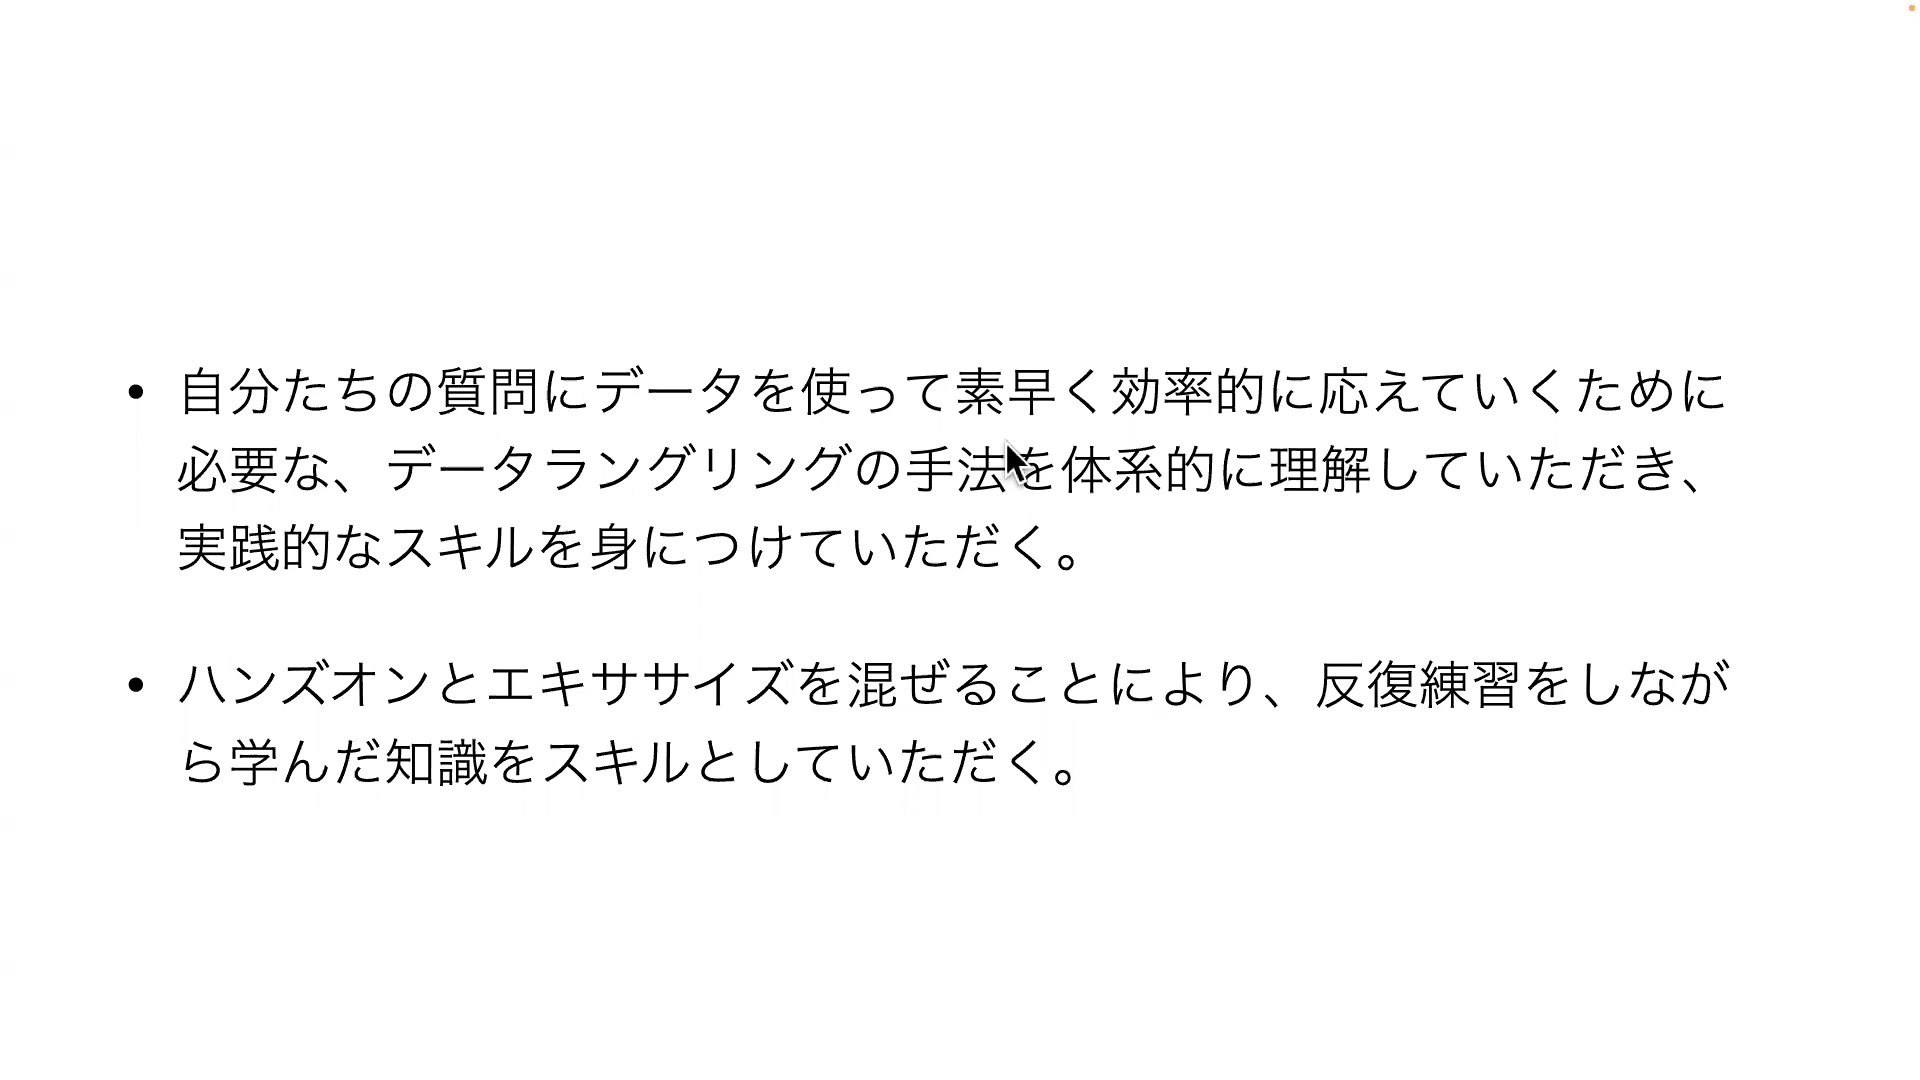 • 自分たちの質問にデータを使って素早く効率的に応えていくために
必要な、データラングリングの手法を体系的に理解していただき、
実践的なスキルを身につけていただく。
• ハンズオンとエキササイズを混ぜることにより、反復練習をしなが
ら学んだ知識をスキルとしていただく。